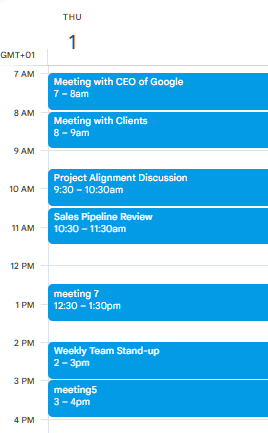 THU
1
GMT+01
7 AM
Meeting with CEO of Google
7 – 8am
8 AM
Meeting with Clients
8 – 9am
9 AM
Project Alignment Discussion
9:30 – 10:30am
10 AM
Sales Pipeline Review
10:30 – 11:30am
11 AM
12 PM
meeting 7
12:30 – 1:30pm
1 PM
2 PM
Weekly Team Stand-up
2 – 3pm
3 PM
meeting5
3 – 4pm
4 PM